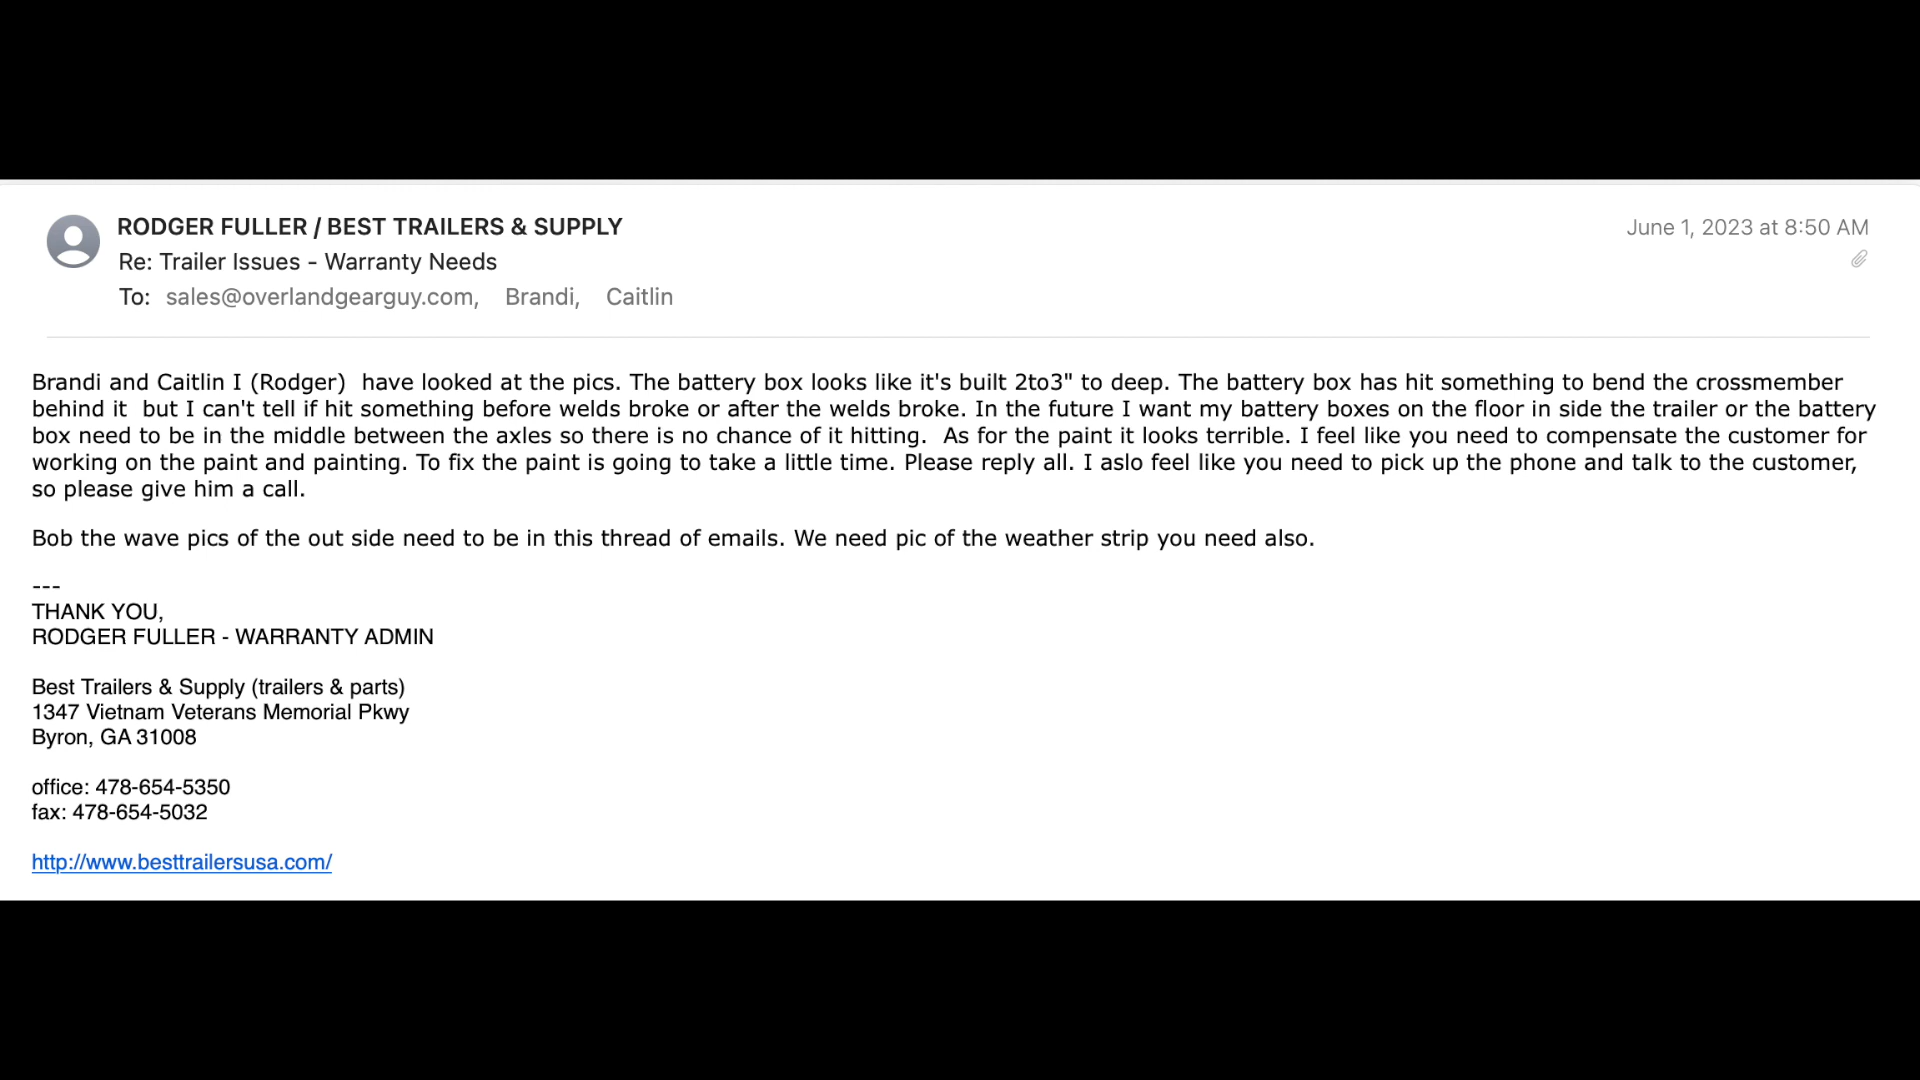 RODGER FULLER / BEST TRAILERS & SUPPLY
June 1, 2023 at 8:50 AM
Re: Trailer Issues - Warranty Needs
To: sales@overlandgearguy.com, Brandi, Caitlin
Brandi and Caitlin I (Rodger)  have looked at the pics. The battery box looks like it's built 2to3" to deep. The battery box has hit something to bend the crossmember
behind it  but I can't tell if hit something before welds broke or after the welds broke. In the future I want my battery boxes on the floor in side the trailer or the battery
box need to be in the middle between the axles so there is no chance of it hitting.  As for the paint it looks terrible. I feel like you need to compensate the customer for
working on the paint and painting. To fix the paint is going to take a little time. Please reply all. I aslo feel like you need to pick up the phone and talk to the customer,
so please give him a call.
Bob the wave pics of the out side need to be in this thread of emails. We need pic of the weather strip you need also.
---
THANK YOU,
RODGER FULLER - WARRANTY ADMIN
Best Trailers & Supply (trailers & parts)
1347 Vietnam Veterans Memorial Pkwy
Byron, GA 31008
office: 478-654-5350
fax: 478-654-5032
http://www.besttrailersusa.com/